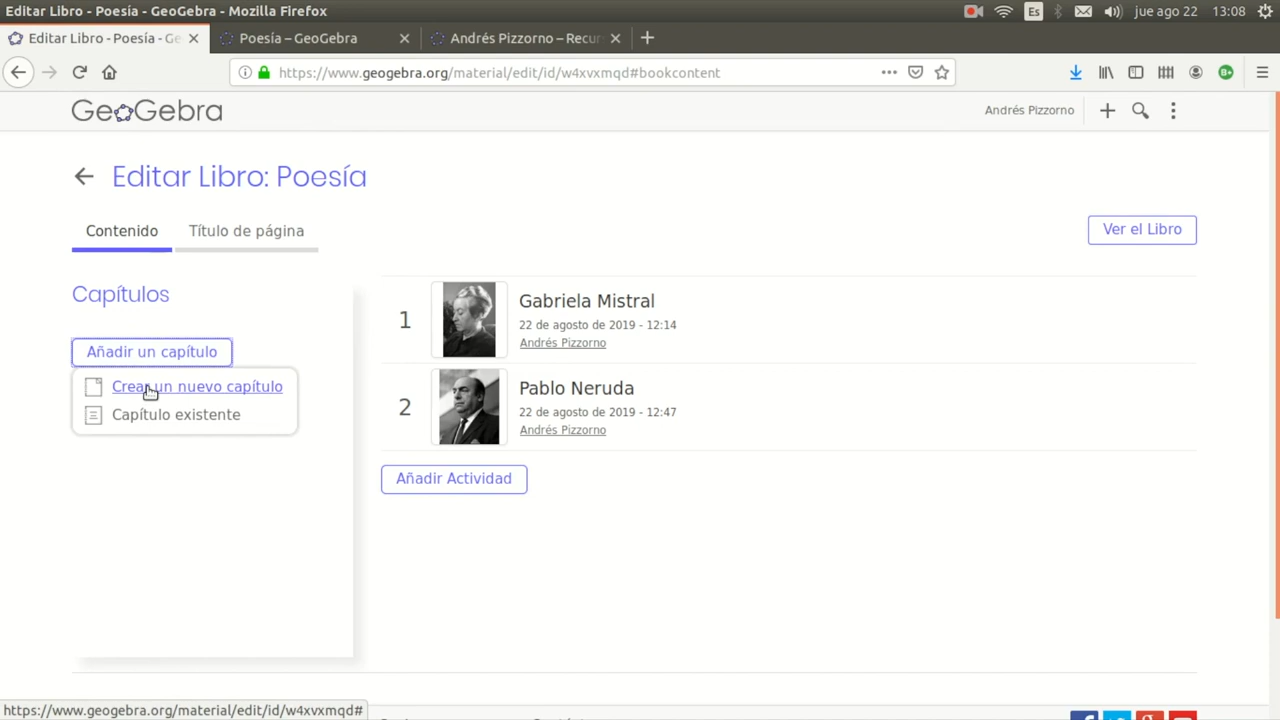 Editar Libro - Poesía - GeoGebra - Mozilla Firefox
Es
jue ago 22
13:08
Editar Libro - Poesía - Ge
Poesía – GeoGebra
Andrés Pizzorno – Recur
https://www.geogebra.org/material/edit/id/w4xvxmqd#bookcontent
GeoGebra
Andrés Pizzorno
Editar Libro: Poesía
Contenido
Título de página
Ver el Libro
Capítulos
Añadir un capítulo
Crear un nuevo capítulo
Capítulo existente
1
Gabriela Mistral
22 de agosto de 2019 - 12:14
Andrés Pizzorno
2
Pablo Neruda
22 de agosto de 2019 - 12:47
Andrés Pizzorno
Añadir Actividad
https://www.geogebra.org/material/edit/id/w4xvxmqd#